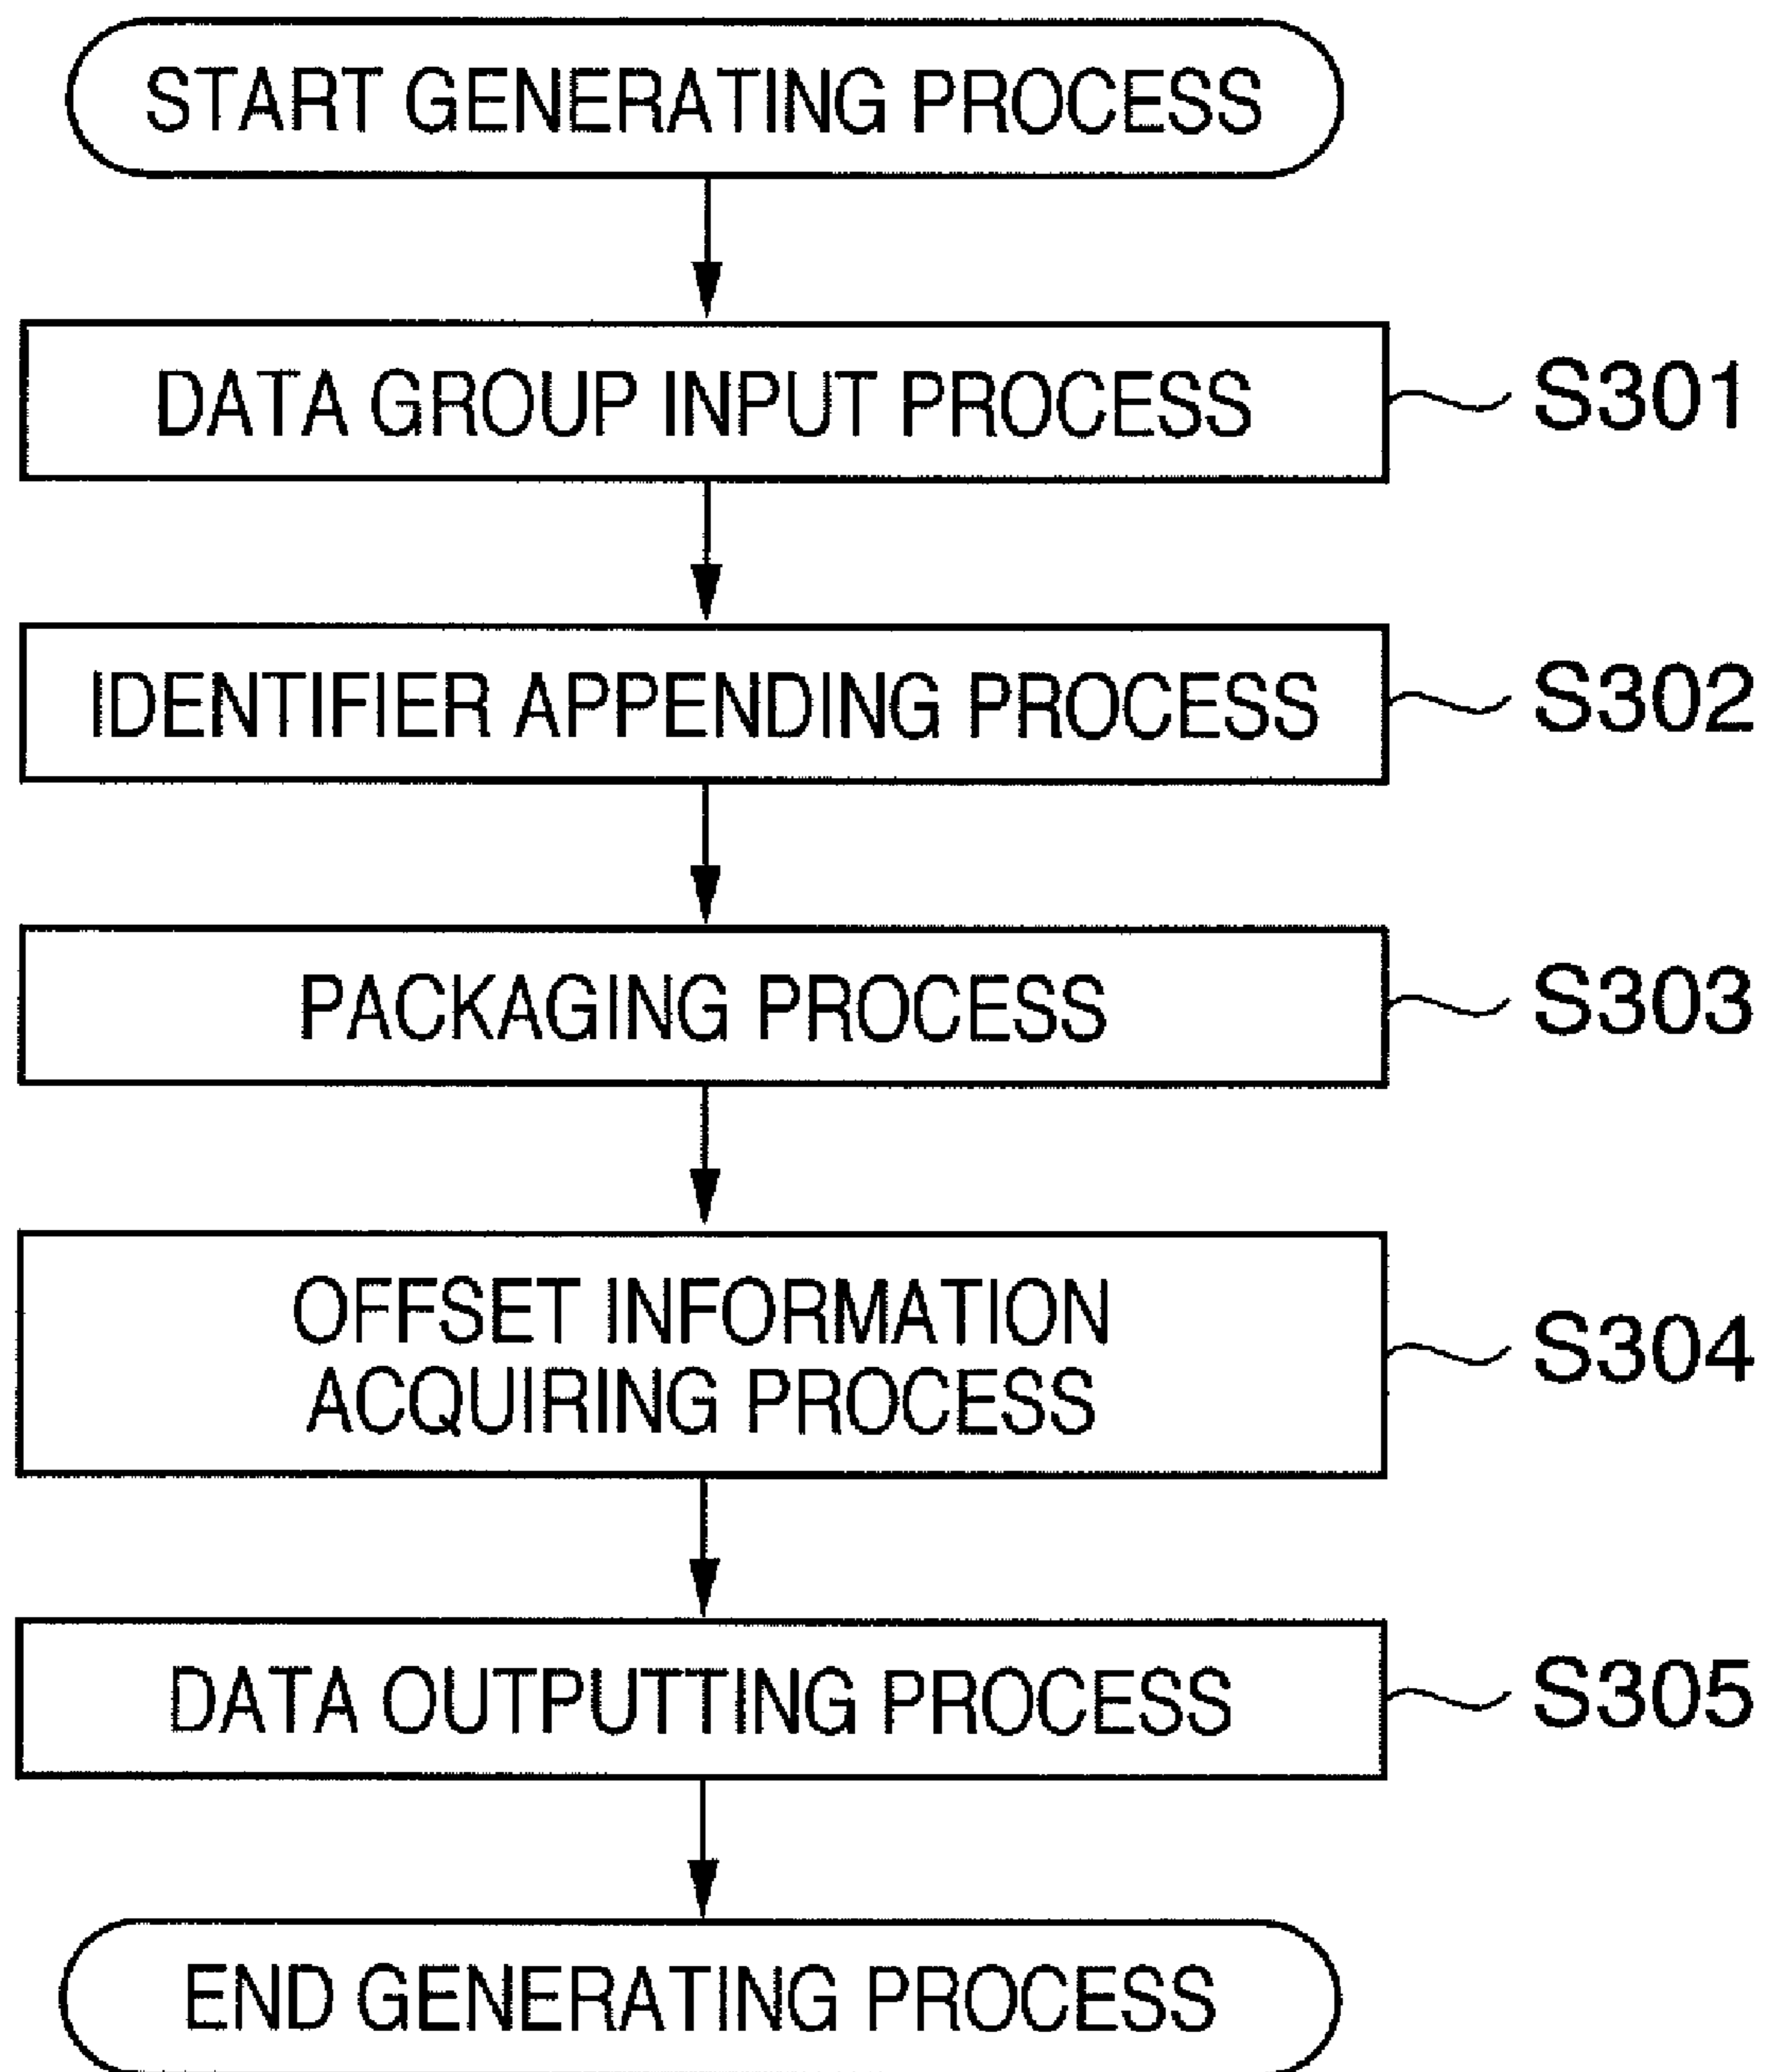 START GENERATING PROCESS
DATA GROUP INPUT PROCESS
S301
IDENTIFIER APPENDING PROCESS
S302
PACKAGING PROCESS
S303
OFFSET INFORMATION
ACQUIRING PROCESS
S304
DATA OUTPUTTING PROCESS
S305
END GENERATING PROCESS